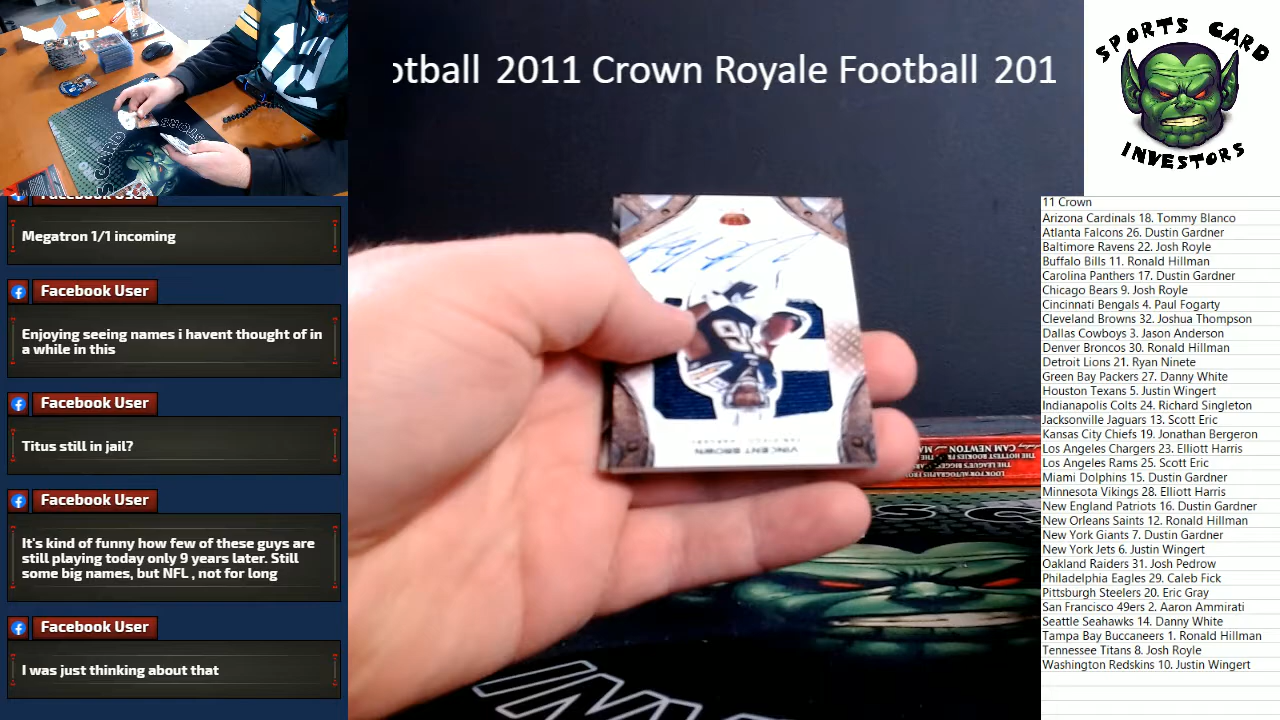 otball 2011 Crown Royale Football 201
SPORTS CARD
INVESTORS
Facebook User
Megatron 1/1 incoming
Facebook User
Enjoying seeing names i havent thought of in
a while in this
Facebook User
Titus still in jail?
Facebook User
It's kind of funny how few of these guys are
still playing today only 9 years later. Still
some big names, but NFL , not for long
Facebook User
I was just thinking about that
VINCENT BROWN
CAM NEWTON
11 Crown
Arizona Cardinals 18. Tommy Blanco
Atlanta Falcons 26. Dustin Gardner
Baltimore Ravens 22. Josh Royle
Buffalo Bills 11. Ronald Hillman
Carolina Panthers 17. Dustin Gardner
Chicago Bears 9. Josh Royle
Cincinnati Bengals 4. Paul Fogarty
Cleveland Browns 32. Joshua Thompson
Dallas Cowboys 3. Jason Anderson
Denver Broncos 30. Ronald Hillman
Detroit Lions 21. Ryan Ninete
Green Bay Packers 27. Danny White
Houston Texans 5. Justin Wingert
Indianapolis Colts 24. Richard Singleton
Jacksonville Jaguars 13. Scott Eric
Kansas City Chiefs 19. Jonathan Bergeron
Los Angeles Chargers 23. Elliott Harris
Los Angeles Rams 25. Scott Eric
Miami Dolphins 15. Dustin Gardner
Minnesota Vikings 28. Elliott Harris
New England Patriots 16. Dustin Gardner
New Orleans Saints 12. Ronald Hillman
New York Giants 7. Dustin Gardner
New York Jets 6. Justin Wingert
Oakland Raiders 31. Josh Pedrow
Philadelphia Eagles 29. Caleb Fick
Pittsburgh Steelers 20. Eric Gray
San Francisco 49ers 2. Aaron Ammirati
Seattle Seahawks 14. Danny White
Tampa Bay Buccaneers 1. Ronald Hillman
Tennessee Titans 8. Josh Royle
Washington Redskins 10. Justin Wingert